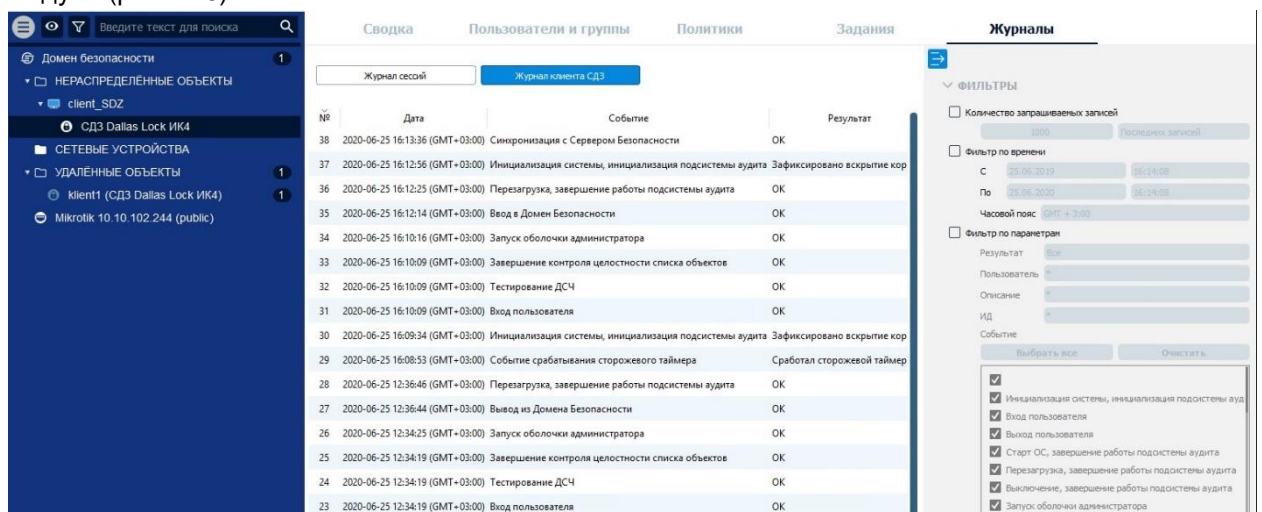 Введите текст для поиска
Сводка Пользователи и группы Политики Задания Журналы
Домен безопасности 1
НЕРАСПРЕДЕЛЁННЫЕ ОБЪЕКТЫ
client_SDZ
СДЗ Dallas Lock ИК4
СЕТЕВЫЕ УСТРОЙСТВА
УДАЛЁННЫЕ ОБЪЕКТЫ 1
klient1 (СДЗ Dallas Lock ИК4) 1
Mikrotik 10.10.102.244 (public)
Журнал сессий Журнал клиента СДЗ
№ Дата Событие Результат
38 2020-06-25 16:13:36 (GMT+03:00) Синхронизация с Сервером Безопасности OK
37 2020-06-25 16:12:56 (GMT+03:00) Инициализация системы, инициализация подсистемы аудита Зафиксировано вскрытие кор
36 2020-06-25 16:12:25 (GMT+03:00) Перезагрузка, завершение работы подсистемы аудита OK
35 2020-06-25 16:12:14 (GMT+03:00) Ввод в Домен Безопасности OK
34 2020-06-25 16:10:16 (GMT+03:00) Запуск оболочки администратора OK
33 2020-06-25 16:10:09 (GMT+03:00) Завершение контроля целостности списка объектов OK
32 2020-06-25 16:10:09 (GMT+03:00) Тестирование ДСЧ OK
31 2020-06-25 16:10:09 (GMT+03:00) Вход пользователя OK
30 2020-06-25 16:09:34 (GMT+03:00) Инициализация системы, инициализация подсистемы аудита Зафиксировано вскрытие кор
29 2020-06-25 16:08:53 (GMT+03:00) Событие срабатывания сторожевого таймера Сработал сторожевой таймер
28 2020-06-25 12:36:46 (GMT+03:00) Перезагрузка, завершение работы подсистемы аудита OK
27 2020-06-25 12:36:44 (GMT+03:00) Вывод из Домена Безопасности OK
26 2020-06-25 12:34:25 (GMT+03:00) Запуск оболочки администратора OK
25 2020-06-25 12:34:19 (GMT+03:00) Завершение контроля целостности списка объектов OK
24 2020-06-25 12:34:19 (GMT+03:00) Тестирование ДСЧ OK
23 2020-06-25 12:34:19 (GMT+03:00) Вход пользователя OK
ФИЛЬТРЫ
Количество запрашиваемых записей
1000 Последних записей
Фильтр по времени
С 25.06.2019 16:14:08
По 25.06.2020 16:14:08
Часовой пояс GMT + 3:00
Фильтр по параметрам
Результат Все
Пользователь *
Описание *
ИД *
Событие
Выбрать все Очистить
Инициализация системы, инициализация подсистемы ауд
Вход пользователя
Выход пользователя
Старт ОС, завершение работы подсистемы аудита
Перезагрузка, завершение работы подсистемы аудита
Выключение, завершение работы подсистемы аудита
Запуск оболочки администратора